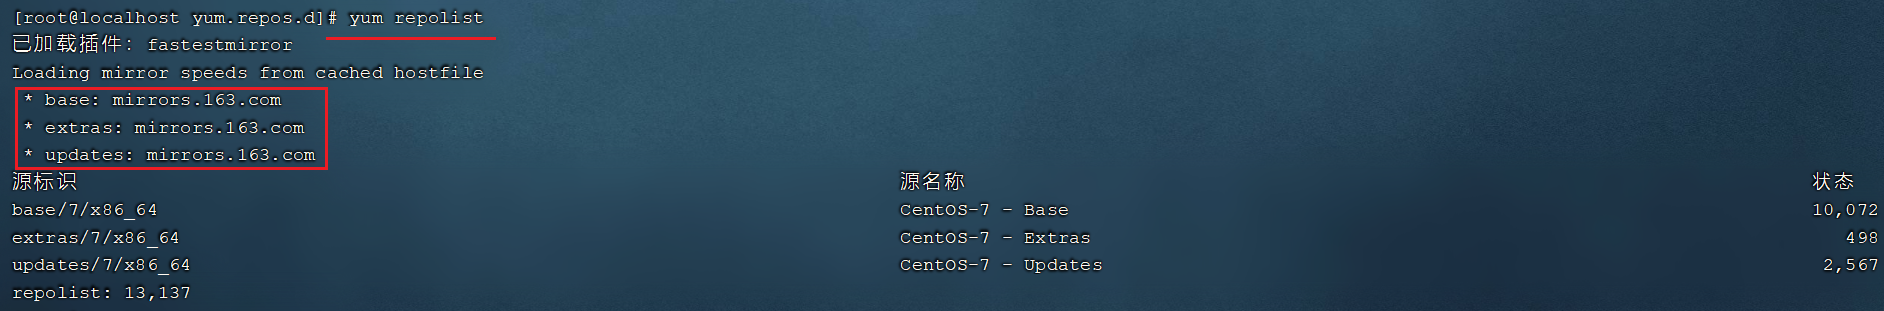 [root@localhost yum.repos.d]# yum repolist
已加载插件：fastestmirror
Loading mirror speeds from cached hostfile
 * base: mirrors.163.com
 * extras: mirrors.163.com
 * updates: mirrors.163.com
源标识 源名称 状态
base/7/x86_64 CentOS-7 - Base 10,072
extras/7/x86_64 CentOS-7 - Extras 498
updates/7/x86_64 CentOS-7 - Updates 2,567
repolist: 13,137